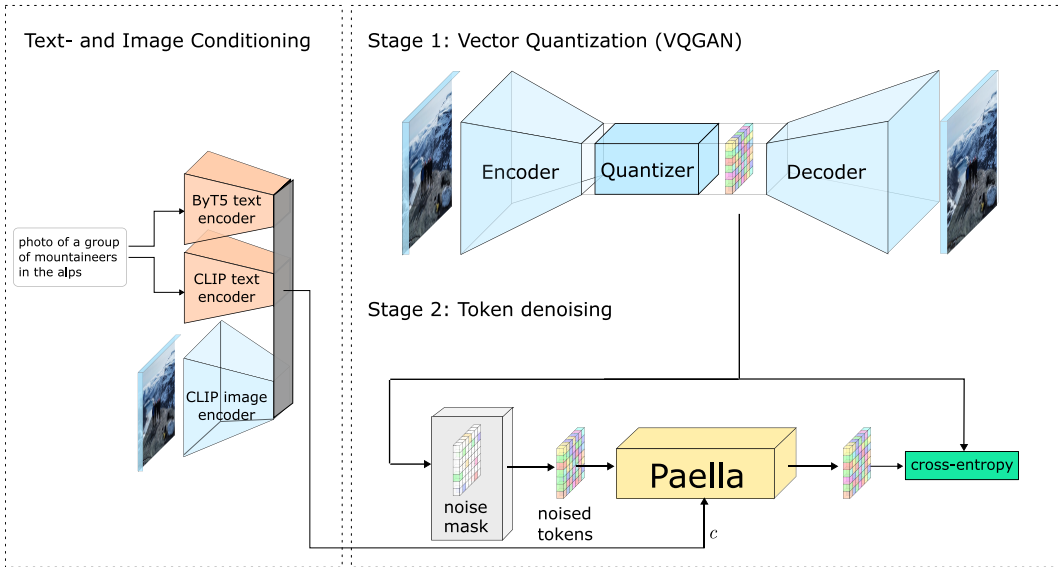 Text- and Image Conditioning
ByT5 text
encoder
photo of a group
of mountaineers
in the alps
CLIP text
encoder
CLIP image
encoder
Stage 1: Vector Quantization (VQGAN)
Encoder
Quantizer
Decoder
Stage 2: Token denoising
noise
mask
noised
tokens
Paella
c
cross-entropy